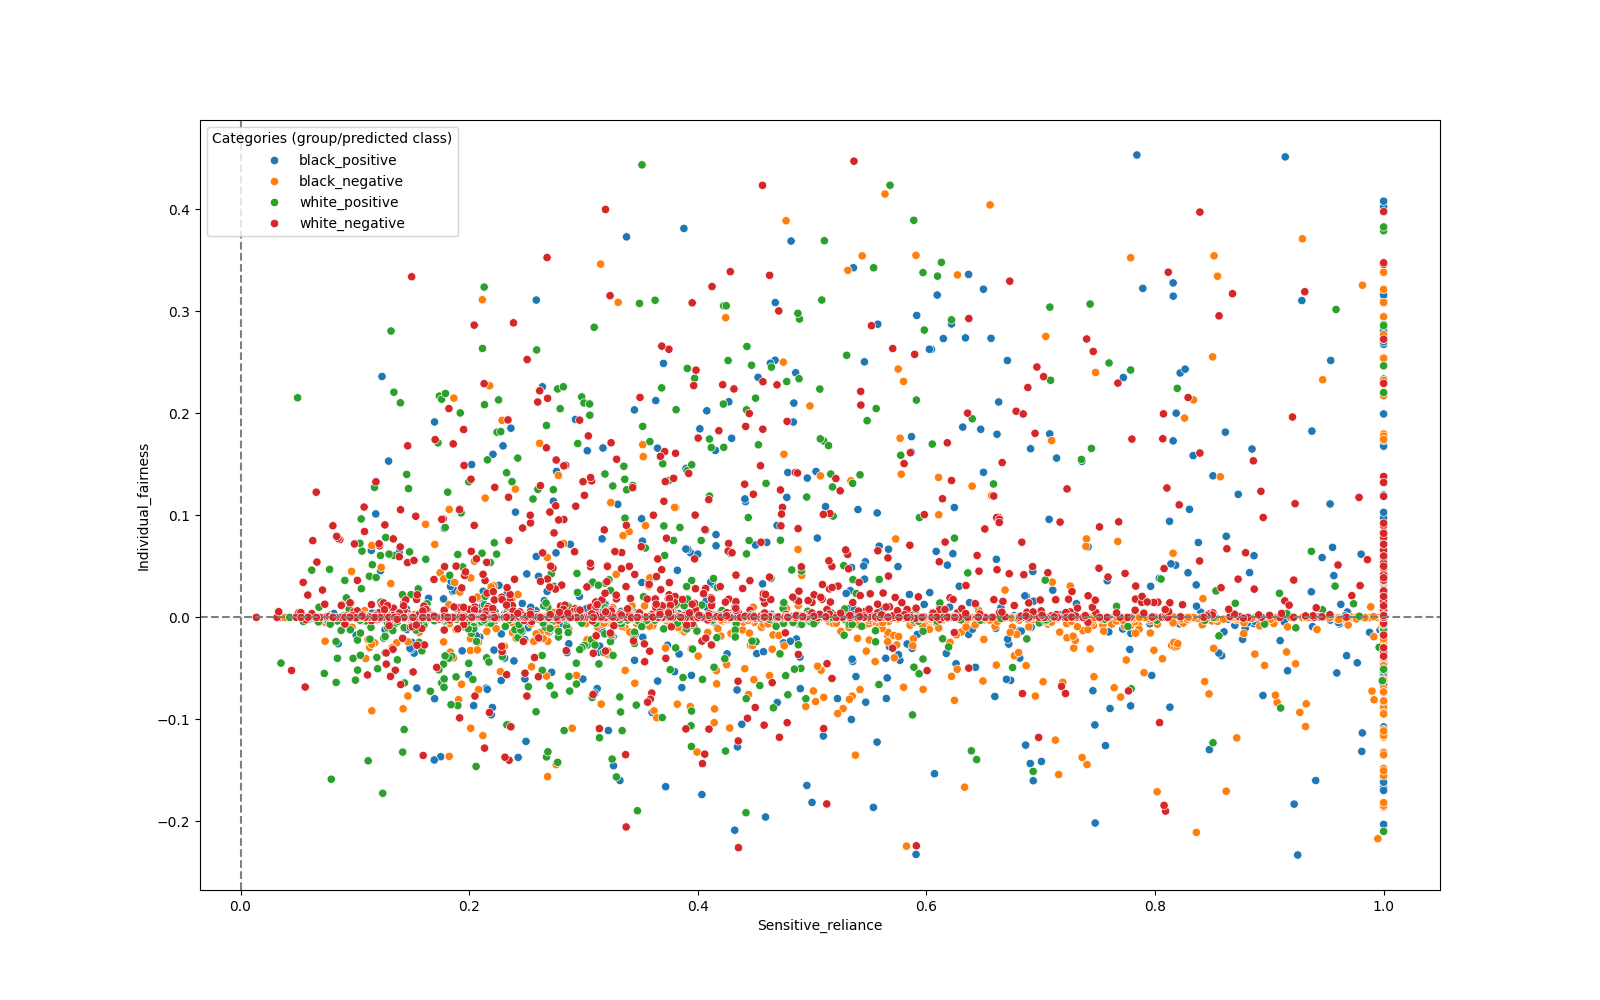 Categories (group/predicted class)
black_positive
black_negative
white_positive
white_negative
Individual_fairness
0.4
0.3
0.2
0.1
0.0
−0.1
−0.2
0.0 0.2 0.4 0.6 0.8 1.0
Sensitive_reliance